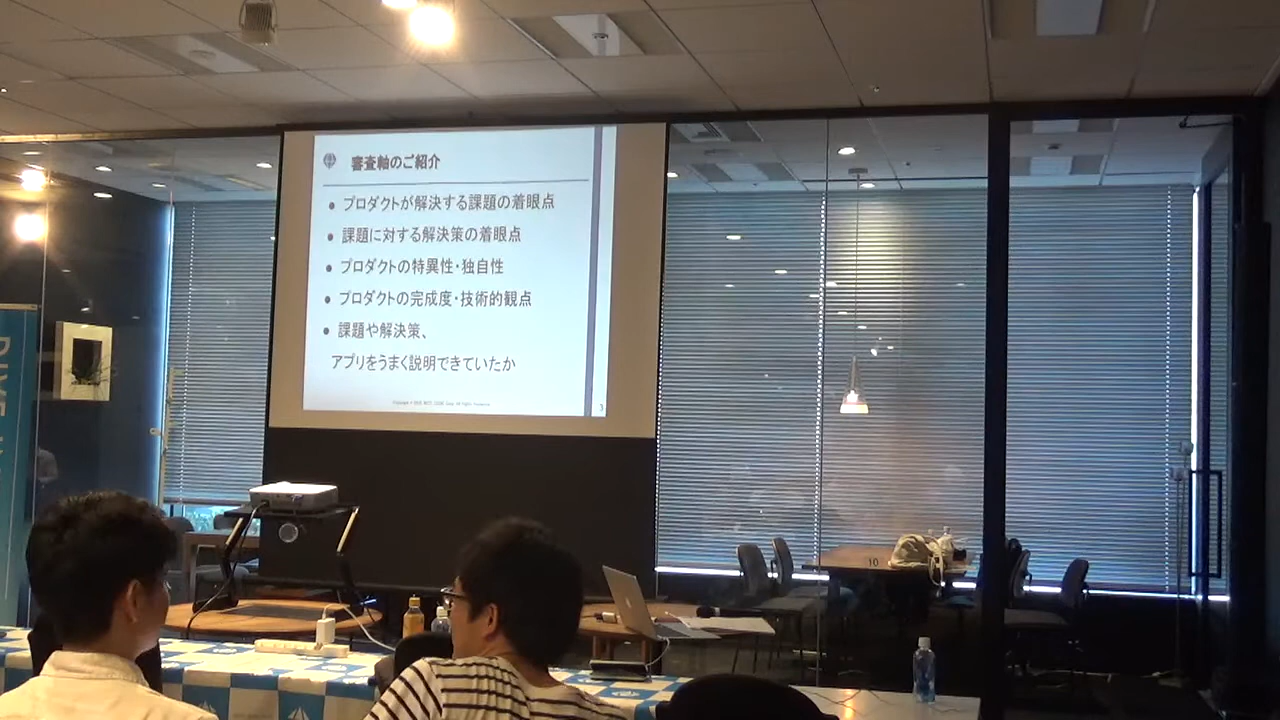 審査軸のご紹介
● プロダクトが解決する課題の着眼点
● 課題に対する解決策の着眼点
● プロダクトの特異性・独自性
● プロダクトの完成度・技術的観点
● 課題や解決策、
アプリをうまく説明できていたか
3
10